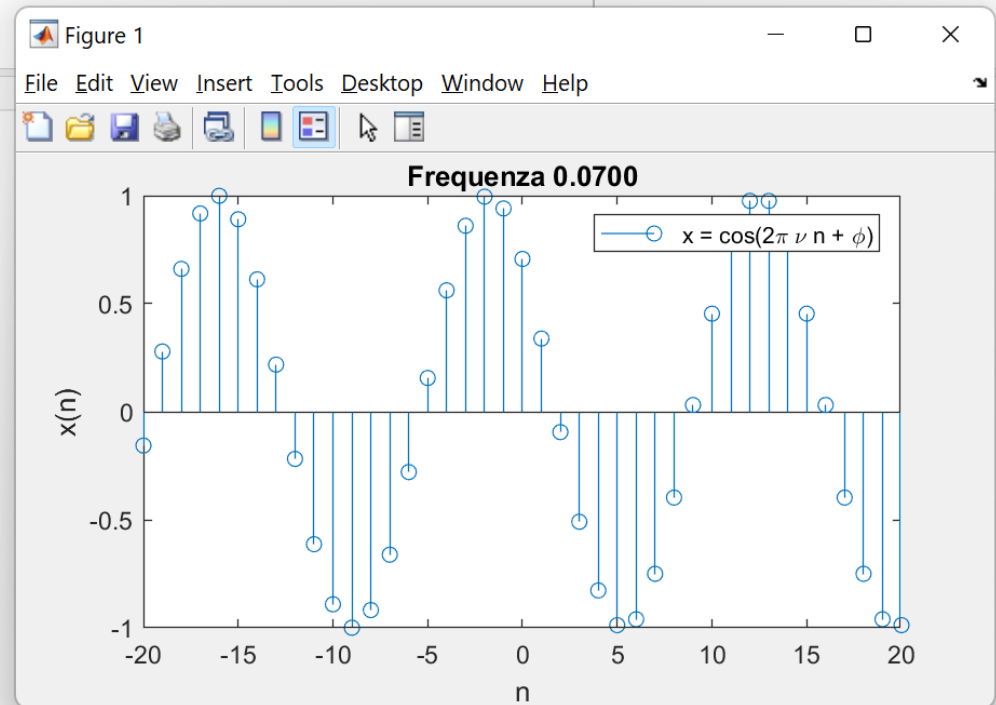 Figure 1
File Edit View Insert Tools Desktop Window Help
Frequenza 0.0700
x = cos(2π ν n + ϕ)
1
0.5
0
-0.5
-1
x(n)
-20 -15 -10 -5 0 5 10 15 20
n